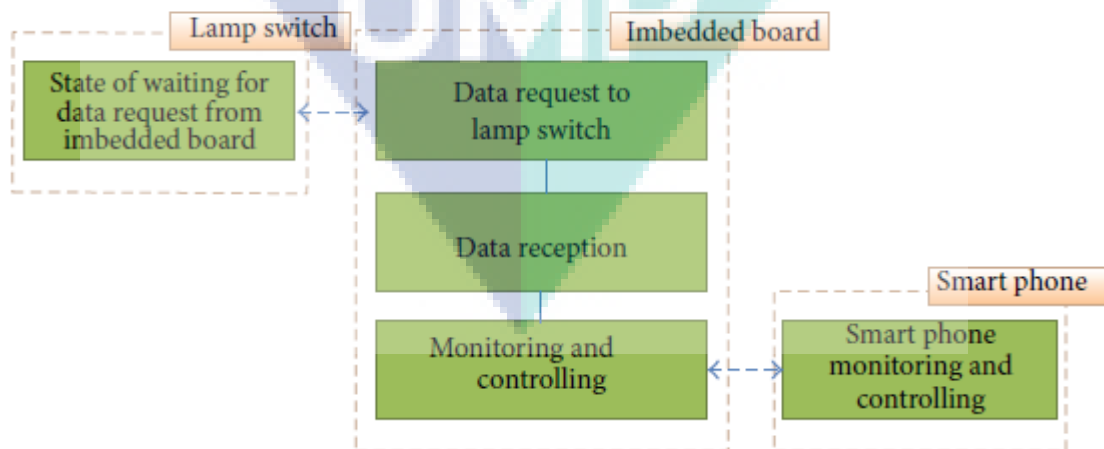 Lamp switch
Imbedded board
State of waiting for
data request from
imbedded board
Data request to
lamp switch
Data reception
Smart phone
Monitoring and
controlling
Smart phone
monitoring and
controlling
UMP